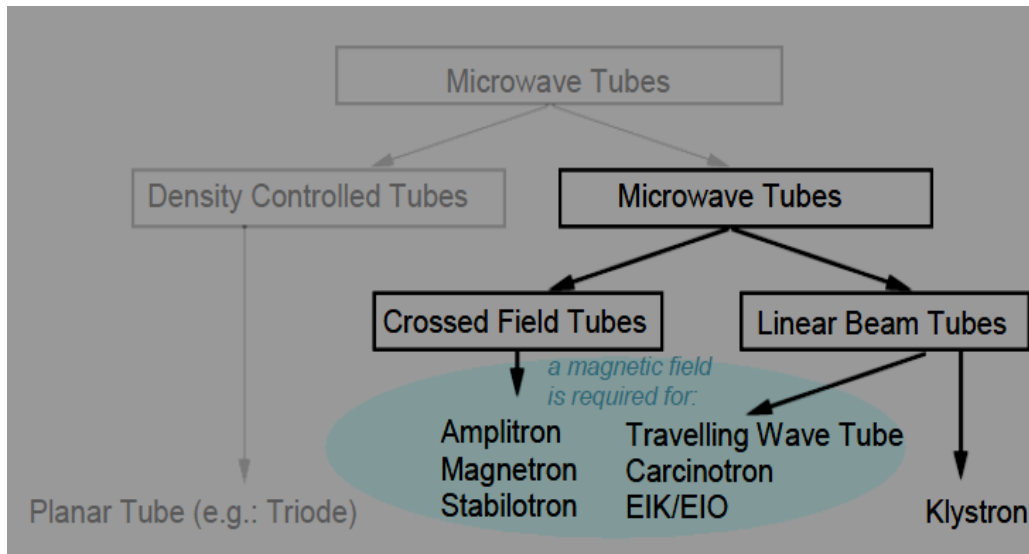 Microwave Tubes
Density Controlled Tubes
Microwave Tubes
Crossed Field Tubes
Linear Beam Tubes
a magnetic field
is required for:
Amplitron
Magnetron
Stabilotron
Travelling Wave Tube
Carcinotron
EIK/EIO
Planar Tube (e.g.: Triode)
Klystron